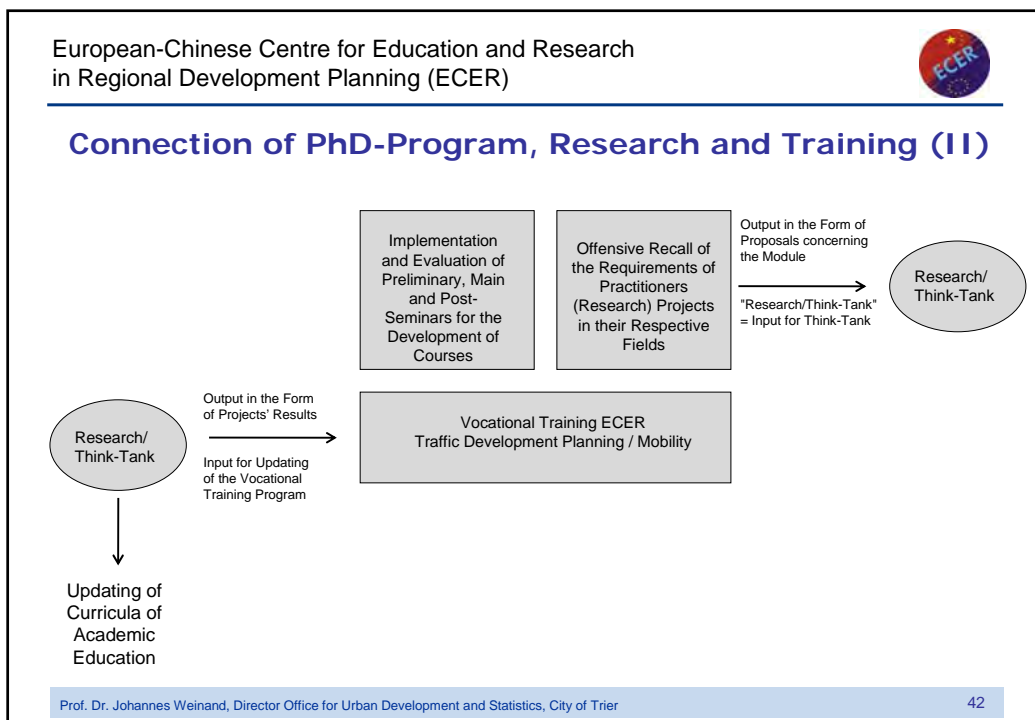 European-Chinese Centre for Education and Research
in Regional Development Planning (ECER)
ECER
Connection of PhD-Program, Research and Training (II)
Implementation
and Evaluation of
Preliminary, Main
and Post-
Seminars for the
Development of
Courses
Offensive Recall of
the Requirements of
Practitioners
(Research) Projects
in their Respective
Fields
Output in the Form of
Proposals concerning
the Module
"Research/Think-Tank"
= Input for Think-Tank
Research/
Think-Tank
Research/
Think-Tank
Output in the Form
of Projects' Results
Input for Updating
of the Vocational
Training Program
Vocational Training ECER
Traffic Development Planning / Mobility
Updating of
Curricula of
Academic
Education
Prof. Dr. Johannes Weinand, Director Office for Urban Development and Statistics, City of Trier
42